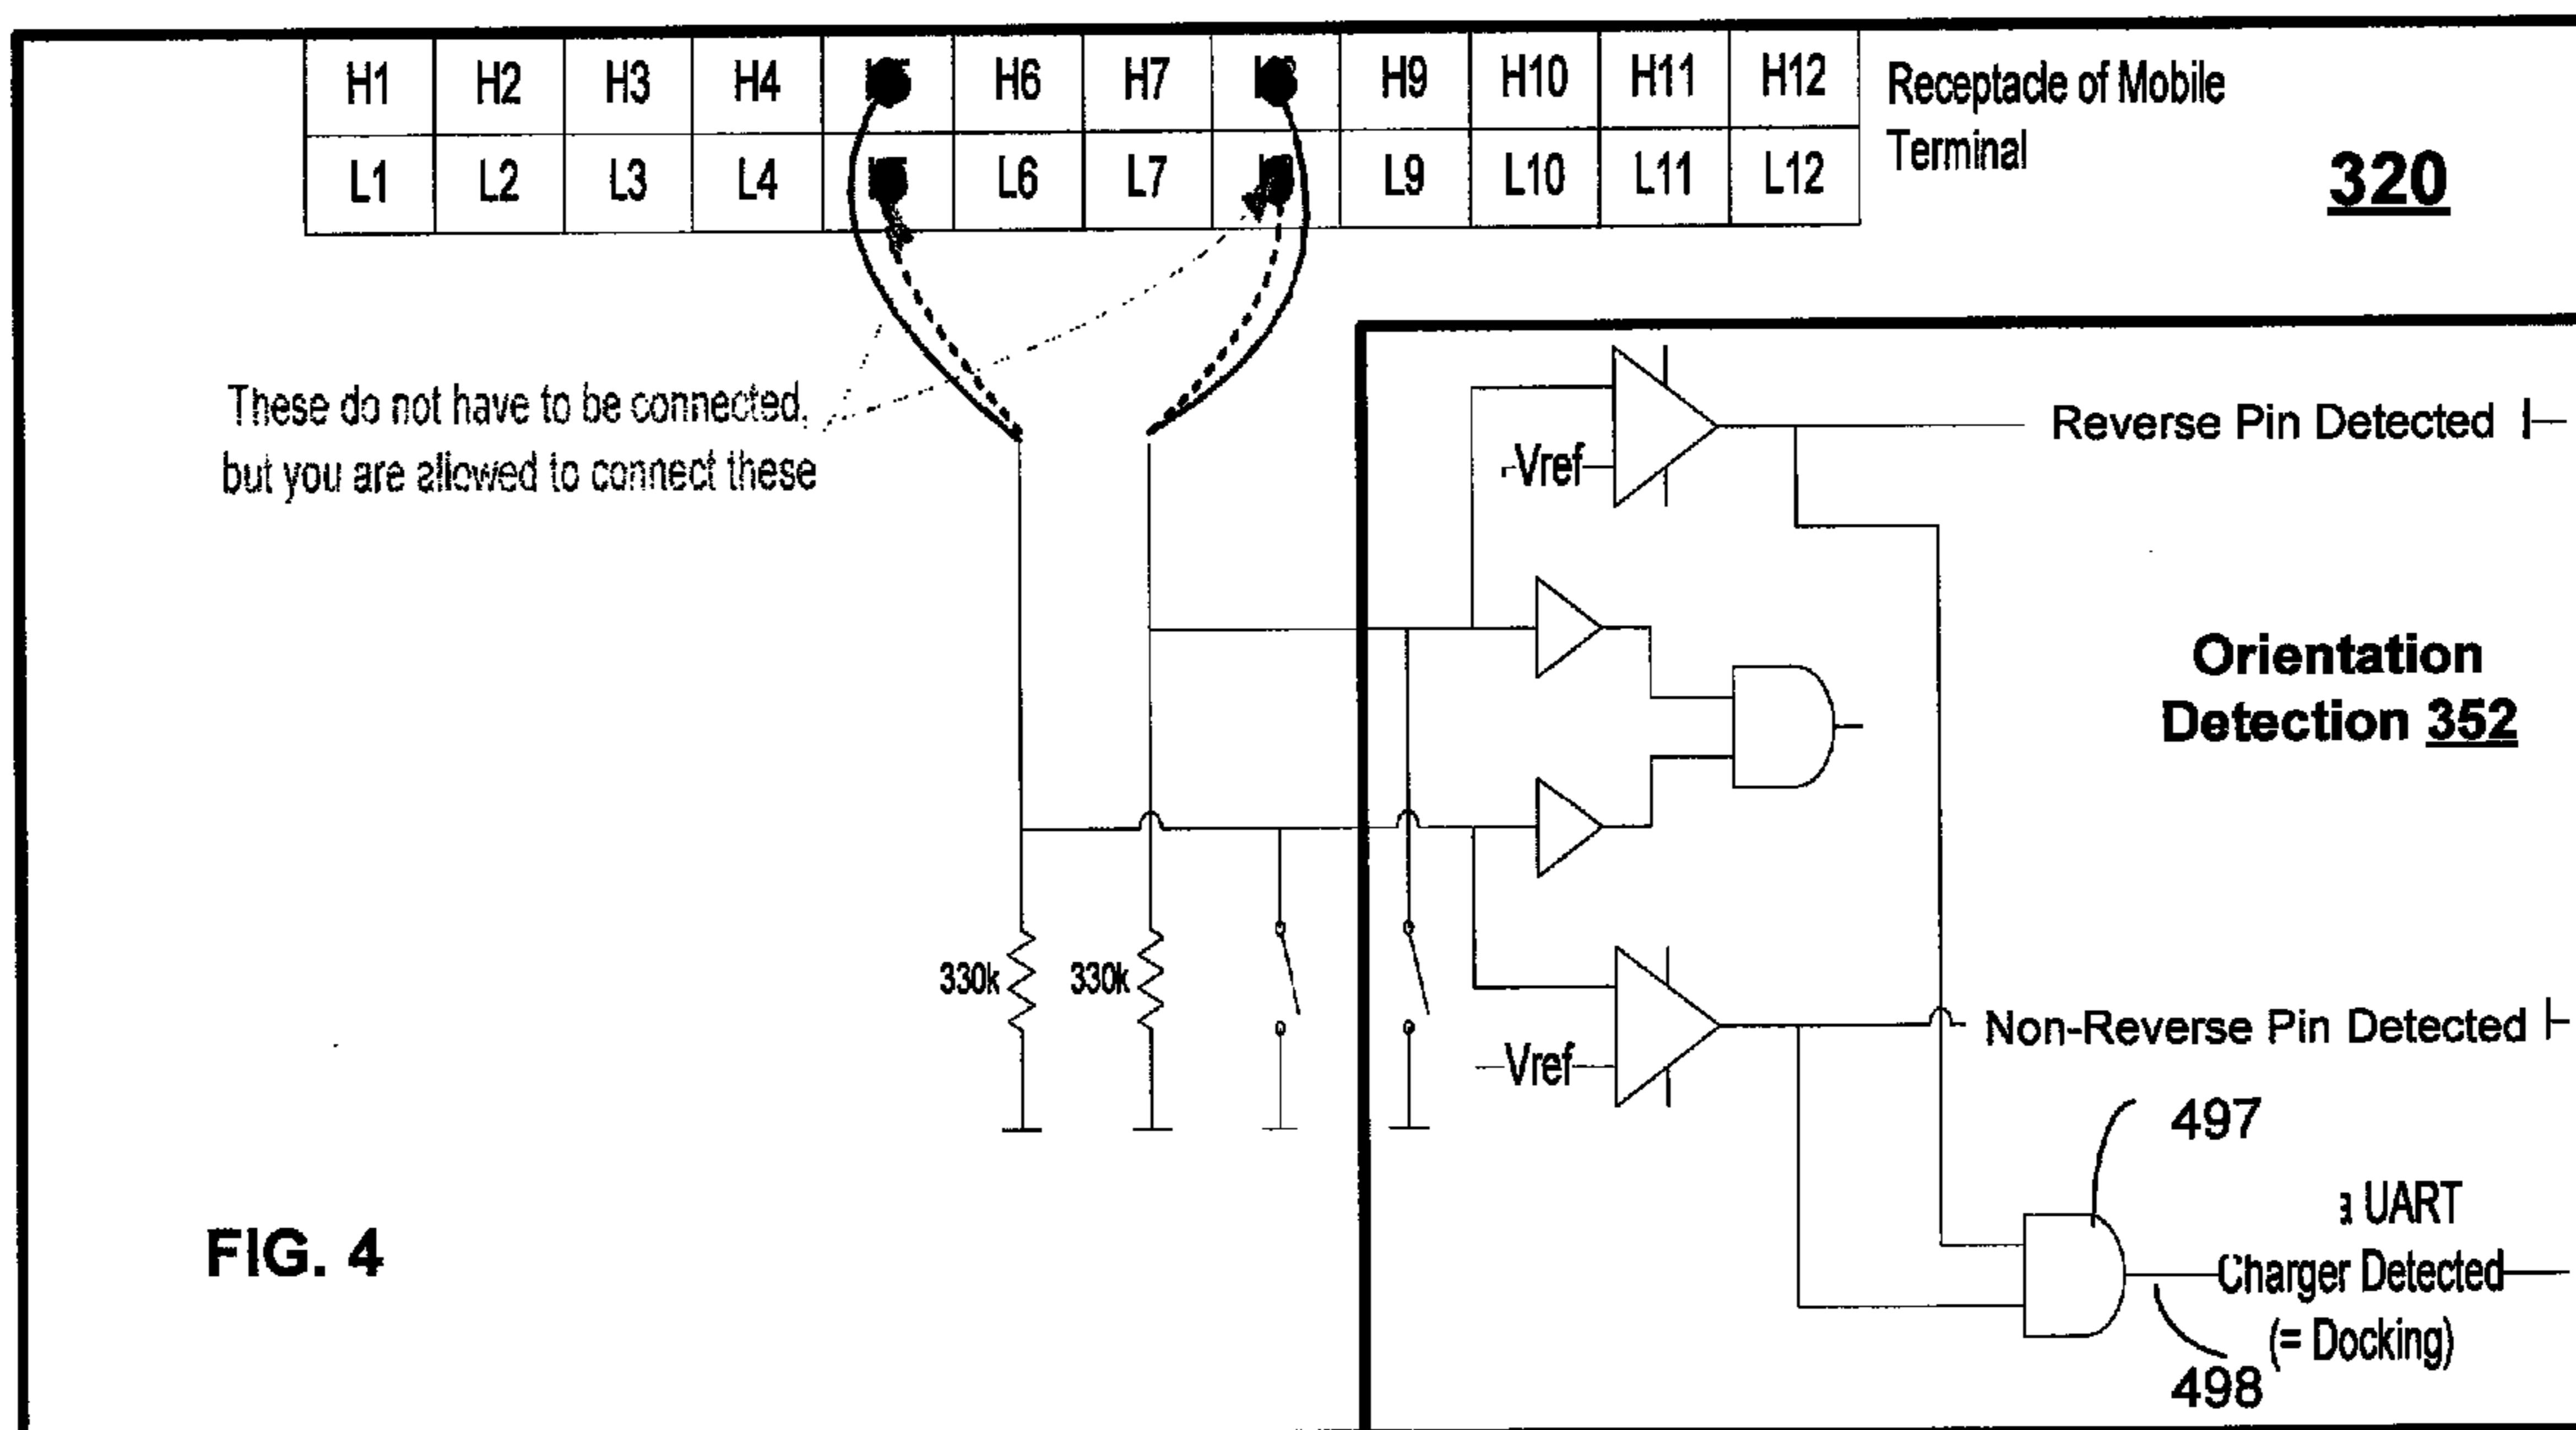 H1 H2 H3 H4 H6 H7 H9 H10 H11 H12
L1 L2 L3 L4 L6 L7 L9 L10 L11 L12
Receptacle of Mobile
Terminal
320
These do not have to be connected,
but you are allowed to connect these
Vref
Reverse Pin Detected
Orientation
Detection 352
330k 330k
Vref
Non-Reverse Pin Detected
497
UART
Charger Detected
(= Docking)
498
FIG. 4